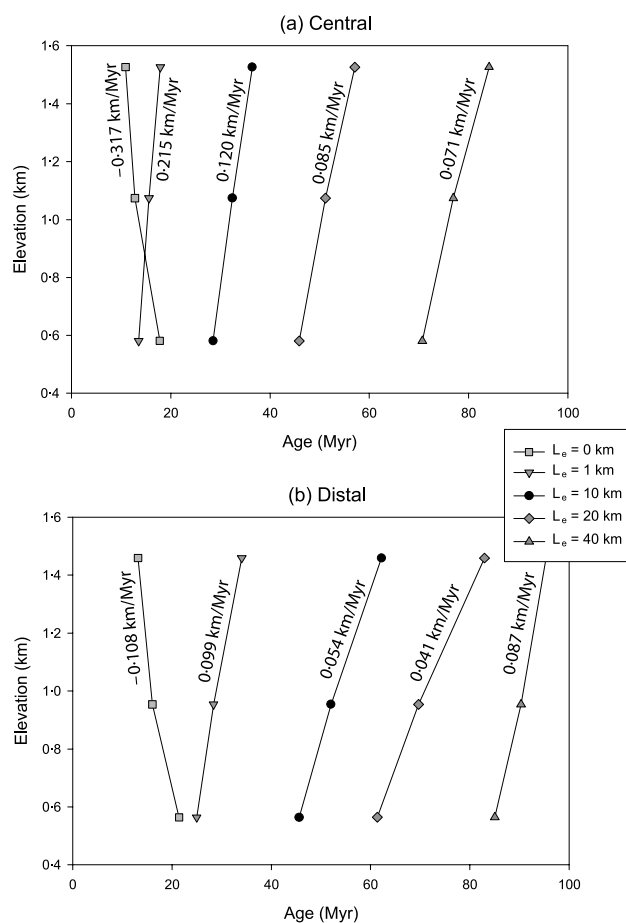 (a) Central
1·6
1·4
1·2
1·0
0·8
0·6
0·4
Elevation (km)
−0·317 km/Myr
0·215 km/Myr
0·120 km/Myr
0·085 km/Myr
0·071 km/Myr
0 20 40 60 80 100
Age (Myr)
L e = 0 km
L e = 1 km
L e = 10 km
L e = 20 km
L e = 40 km
(b) Distal
1·6
1·4
1·2
1·0
0·8
0·6
0·4
Elevation (km)
−0·108 km/Myr
0·099 km/Myr
0·054 km/Myr
0·041 km/Myr
0·087 km/Myr
0 20 40 60 80 100
Age (Myr)